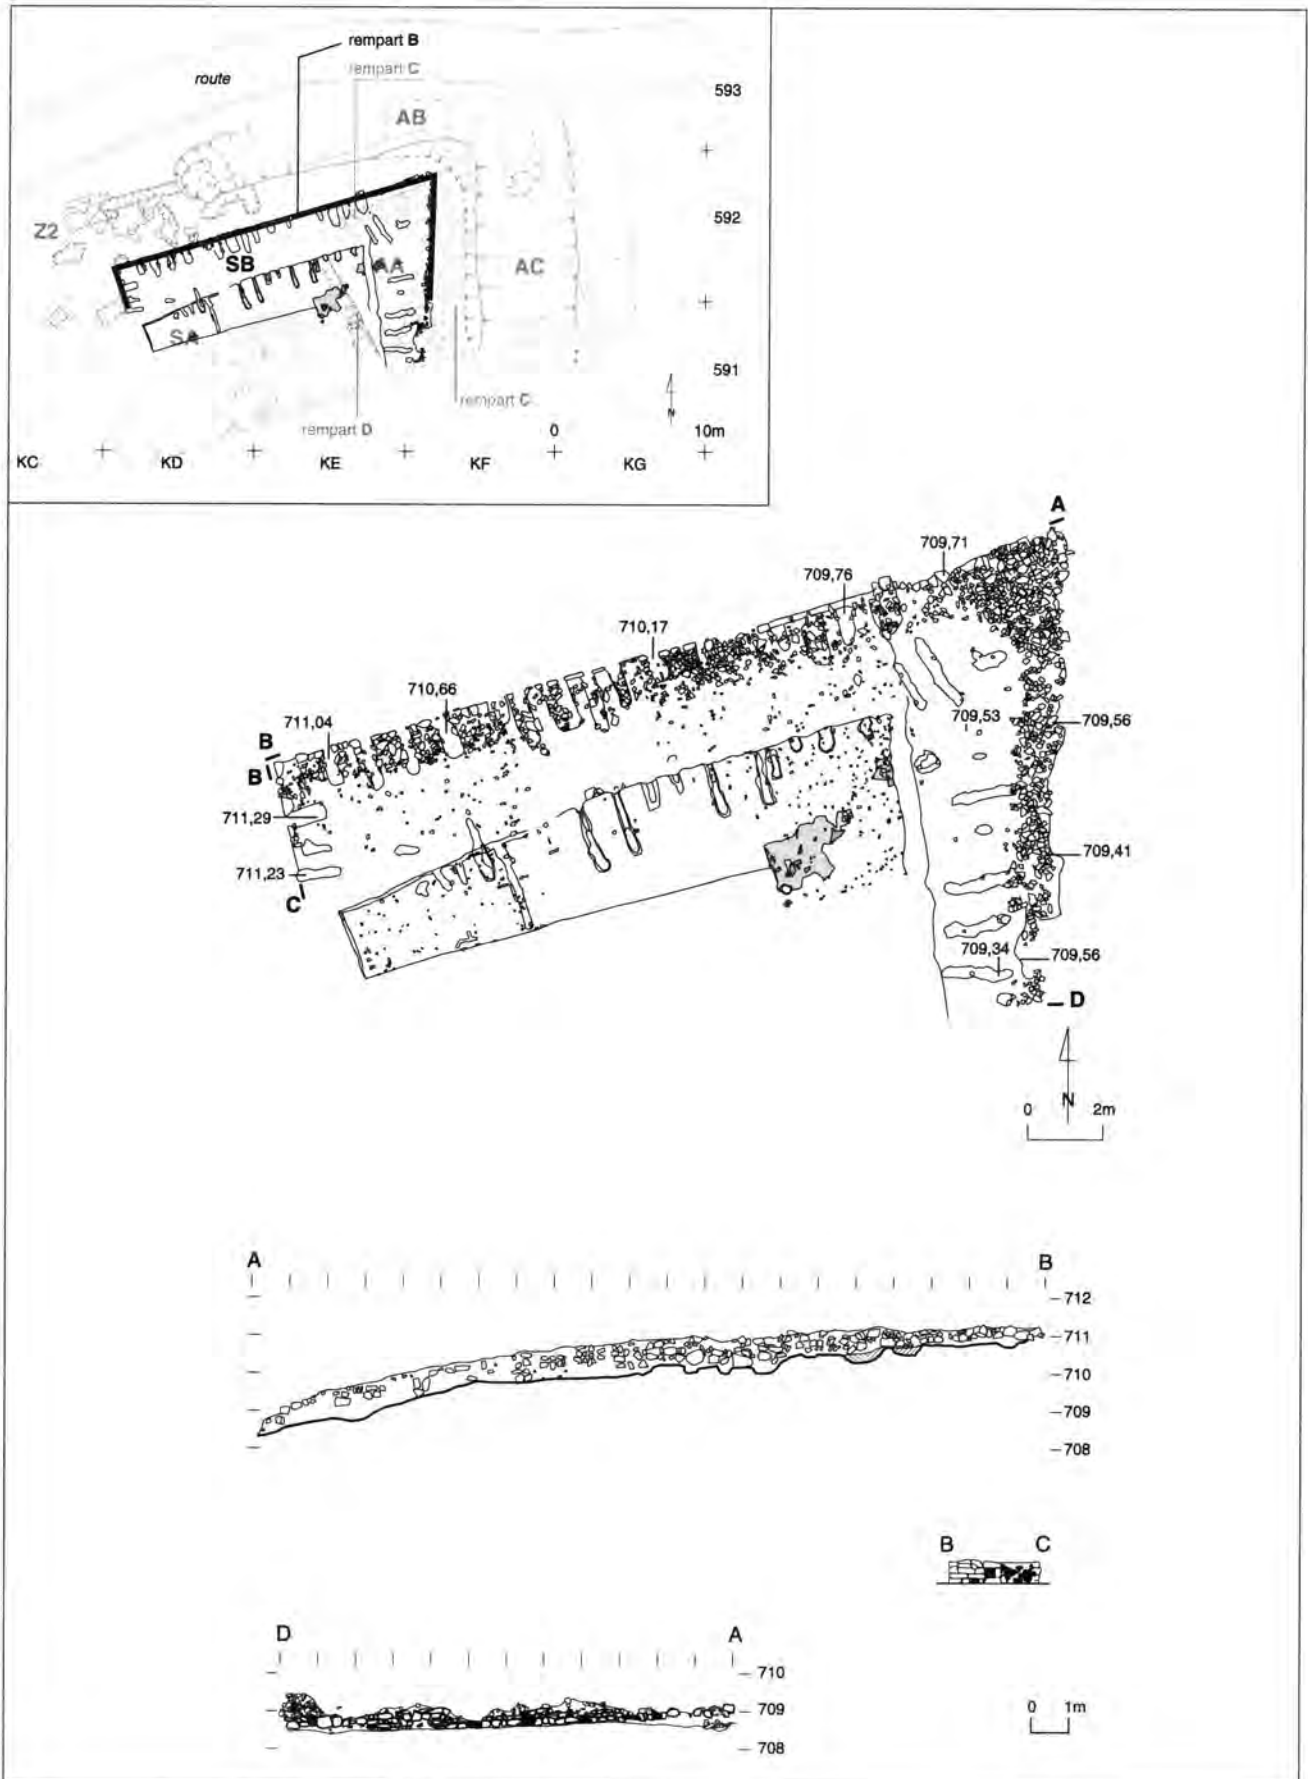 rempart B
rempart C
route
593
AB
592
Z2
SB
AA
AC
SA
591
rempart C
N
rempart D
0 10m
KC KD KE KF KG
A
709,71
709,76
710,17
710,66
711,04
709,53
709,56
B
B
711,29
709,41
711,23
C
709,34
709,56
D
N
0 2m
A B
712
711
710
709
708
B C
D A
710
709
708
0 1m